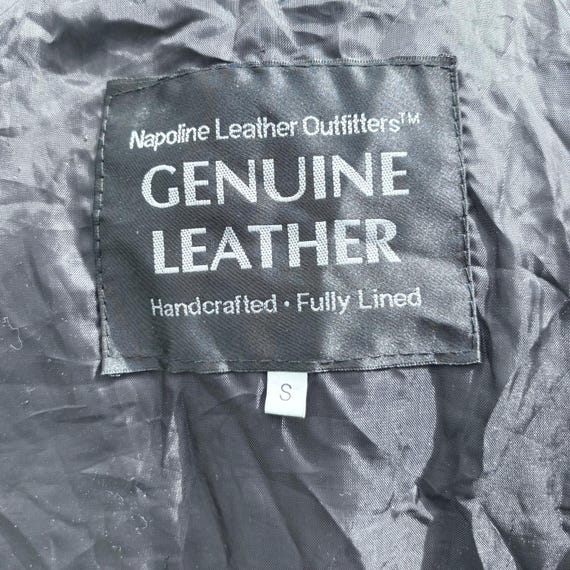 Napoline Leather Outfitters™
GENUINE
LEATHER
Handcrafted • Fully Lined
S